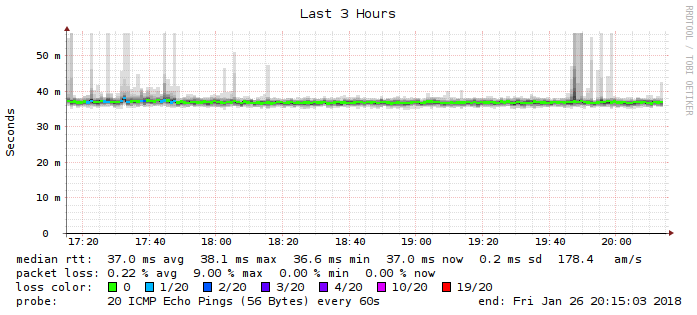 Last 3 Hours
RRDTOOL / TOBI OETIKER
Seconds
50 m
40 m
30 m
20 m
10 m
0
17:20 17:40 18:00 18:20 18:40 19:00 19:20 19:40 20:00
median rtt: 37.0 ms avg 38.1 ms max 36.6 ms min 37.0 ms now 0.2 ms sd 178.4 am/s
packet loss: 0.22 % avg 9.00 % max 0.00 % min 0.00 % now
loss color: 0 1/20 2/20 3/20 4/20 10/20 19/20
probe: 20 ICMP Echo Pings (56 Bytes) every 60s end: Fri Jan 26 20:15:03 2018